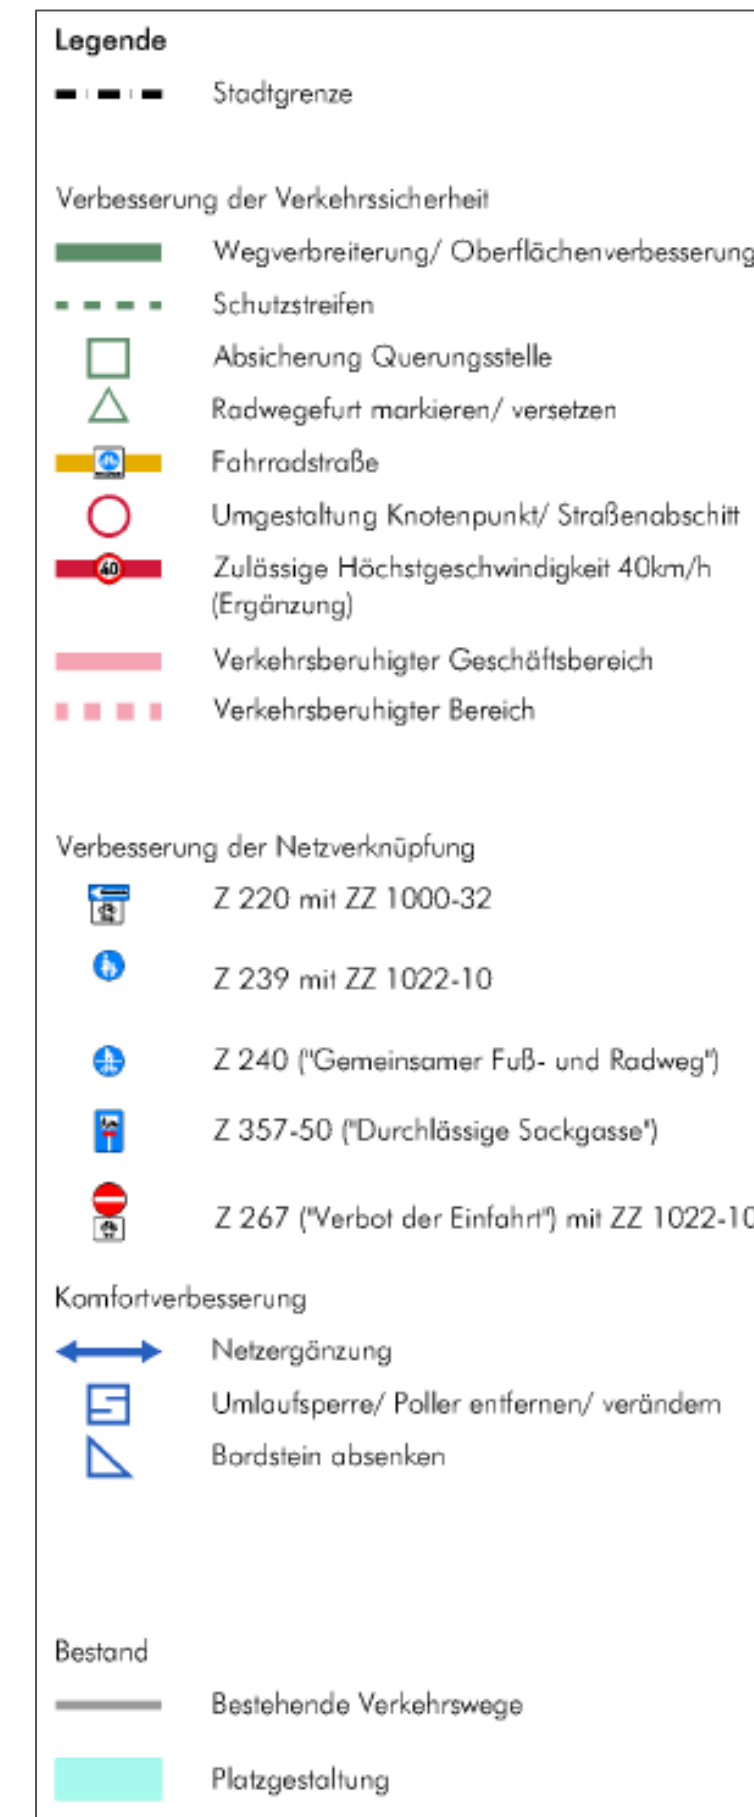 Legende
Stadtgrenze
Verbesserung der Verkehrssicherheit
Wegverbreiterung/ Oberflächenverbesserung
Schutzstreifen
Absicherung Querungsstelle
Radwegefurt markieren/ versetzen
Fahrradstraße
Umgestaltung Knotenpunkt/ Straßenabschitt
40
Zulässige Höchstgeschwindigkeit 40km/h
(Ergänzung)
Verkehrsberuhigter Geschäftsbereich
Verkehrsberuhigter Bereich
Verbesserung der Netzverknüpfung
Z 220 mit ZZ 1000-32
Z 239 mit ZZ 1022-10
Z 240 ("Gemeinsamer Fuß- und Radweg")
Z 357-50 ("Durchlässige Sackgasse")
Z 267 ("Verbot der Einfahrt") mit ZZ 1022-10
Komfortverbesserung
Netzergänzung
Umlaufsperre/ Poller entfernen/ verändern
Bordstein absenken
Bestand
Bestehende Verkehrswege
Platzgestaltung